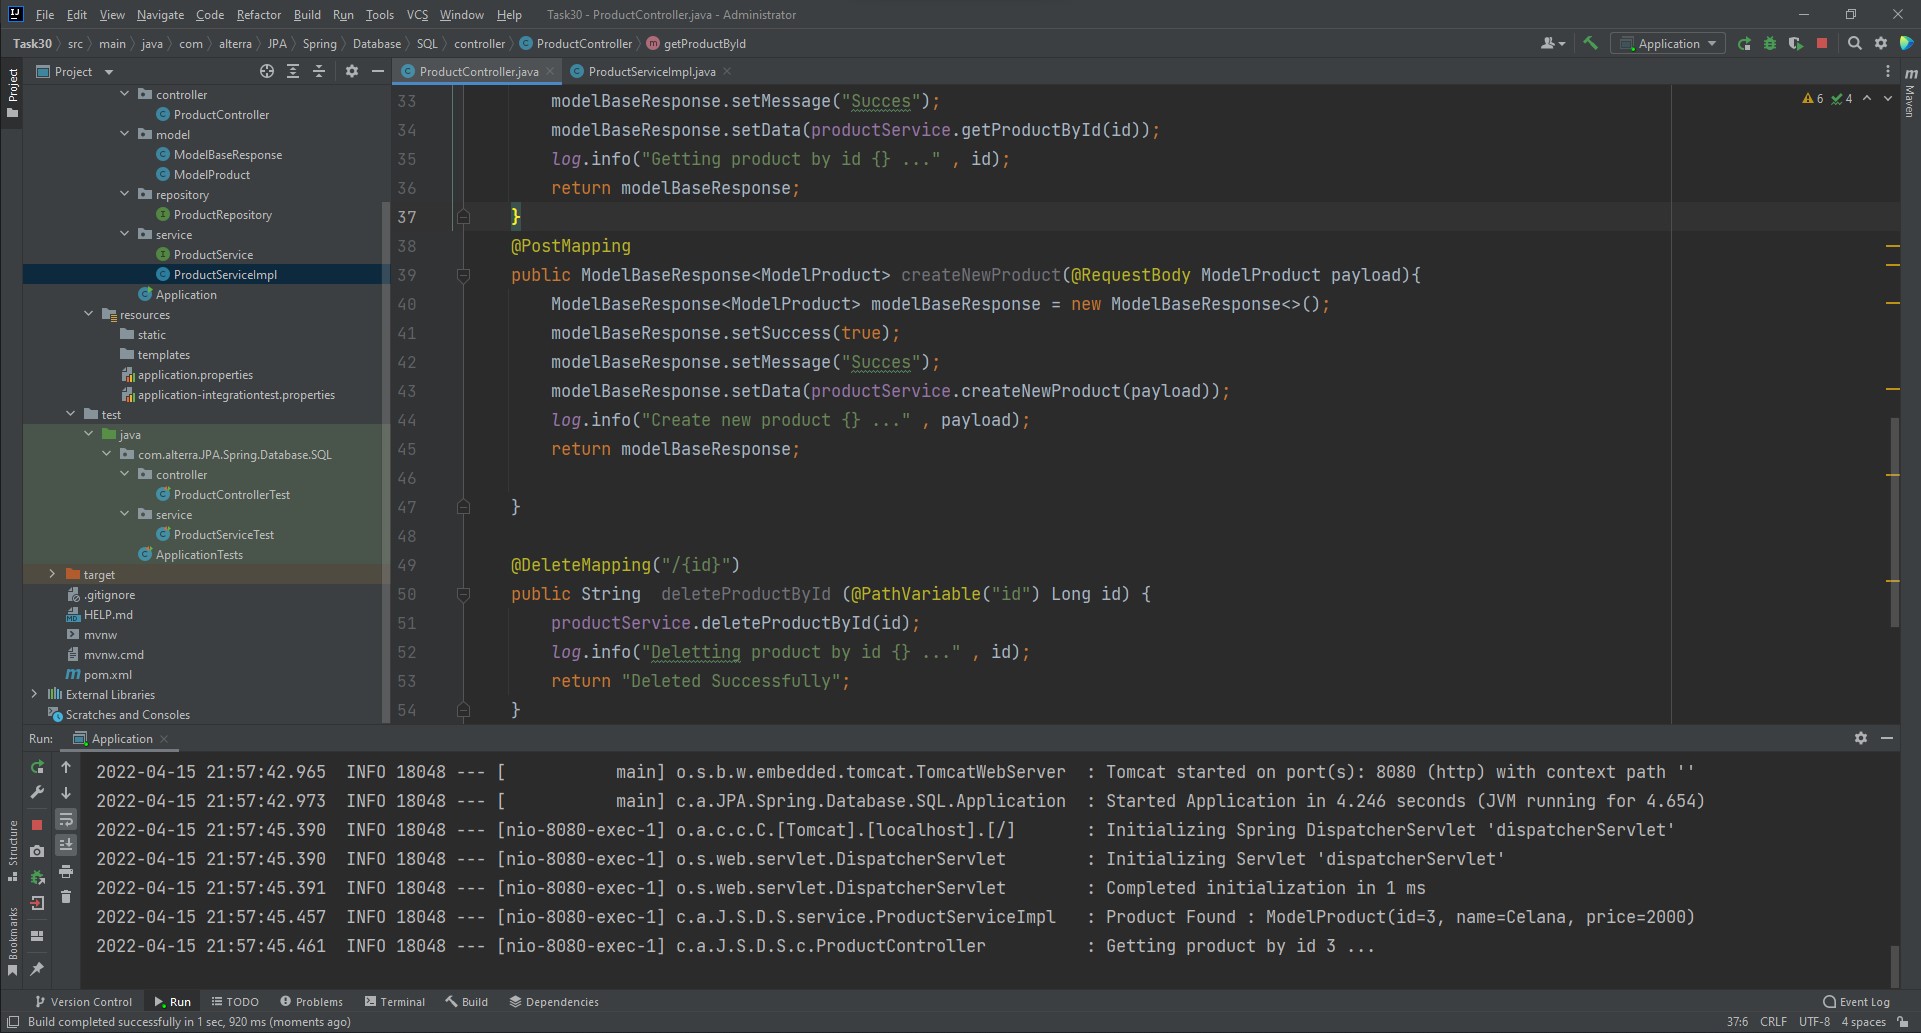 File Edit View Navigate Code Refactor Build Run Tools VCS Window Help Task30 - ProductController.java - Administrator
Task30 src main java com alterra JPA Spring Database SQL controller ProductController getProductById Application
Project ProductController.java ProductServiceImpl.java
Project
Structure
Bookmarks
Maven
controller
ProductController
model
ModelBaseResponse
ModelProduct
repository
ProductRepository
service
ProductService
ProductServiceImpl
Application
resources
static
templates
application.properties
application-integrationtest.properties
test
java
com.alterra.JPA.Spring.Database.SQL
controller
ProductControllerTest
service
ProductServiceTest
ApplicationTests
target
.gitignore
HELP.md
mvnw
mvnw.cmd
pom.xml
External Libraries
Scratches and Consoles
6 4
33 modelBaseResponse.setMessage("Succes");
34 modelBaseResponse.setData(productService.getProductById(id));
35 log.info("Getting product by id {} ..." , id);
36 return modelBaseResponse;
37 }
38 @PostMapping
39 public ModelBaseResponse<ModelProduct> createNewProduct(@RequestBody ModelProduct payload){
40 ModelBaseResponse<ModelProduct> modelBaseResponse = new ModelBaseResponse<>();
41 modelBaseResponse.setSuccess(true);
42 modelBaseResponse.setMessage("Succes");
43 modelBaseResponse.setData(productService.createNewProduct(payload));
44 log.info("Create new product {} ..." , payload);
45 return modelBaseResponse;
46
47 }
48
49 @DeleteMapping("/{id}")
50 public String deleteProductById (@PathVariable("id") Long id) {
51 productService.deleteProductById(id);
52 log.info("Deletting product by id {} ..." , id);
53 return "Deleted Successfully";
54 }
Run: Application
2022-04-15 21:57:42.965 INFO 18048 --- [ main] o.s.b.w.embedded.tomcat.TomcatWebServer : Tomcat started on port(s): 8080 (http) with context path ''
2022-04-15 21:57:42.973 INFO 18048 --- [ main] c.a.JPA.Spring.Database.SQL.Application : Started Application in 4.246 seconds (JVM running for 4.654)
2022-04-15 21:57:45.390 INFO 18048 --- [nio-8080-exec-1] o.a.c.c.C.[Tomcat].[localhost].[/] : Initializing Spring DispatcherServlet 'dispatcherServlet'
2022-04-15 21:57:45.390 INFO 18048 --- [nio-8080-exec-1] o.s.web.servlet.DispatcherServlet : Initializing Servlet 'dispatcherServlet'
2022-04-15 21:57:45.391 INFO 18048 --- [nio-8080-exec-1] o.s.web.servlet.DispatcherServlet : Completed initialization in 1 ms
2022-04-15 21:57:45.457 INFO 18048 --- [nio-8080-exec-1] c.a.J.S.D.S.service.ProductServiceImpl : Product Found : ModelProduct(id=3, name=Celana, price=2000)
2022-04-15 21:57:45.461 INFO 18048 --- [nio-8080-exec-1] c.a.J.S.D.S.c.ProductController : Getting product by id 3 ...
Version Control Run TODO Problems Terminal Build Dependencies Event Log
Build completed successfully in 1 sec, 920 ms (moments ago) 37:6 CRLF UTF-8 4 spaces